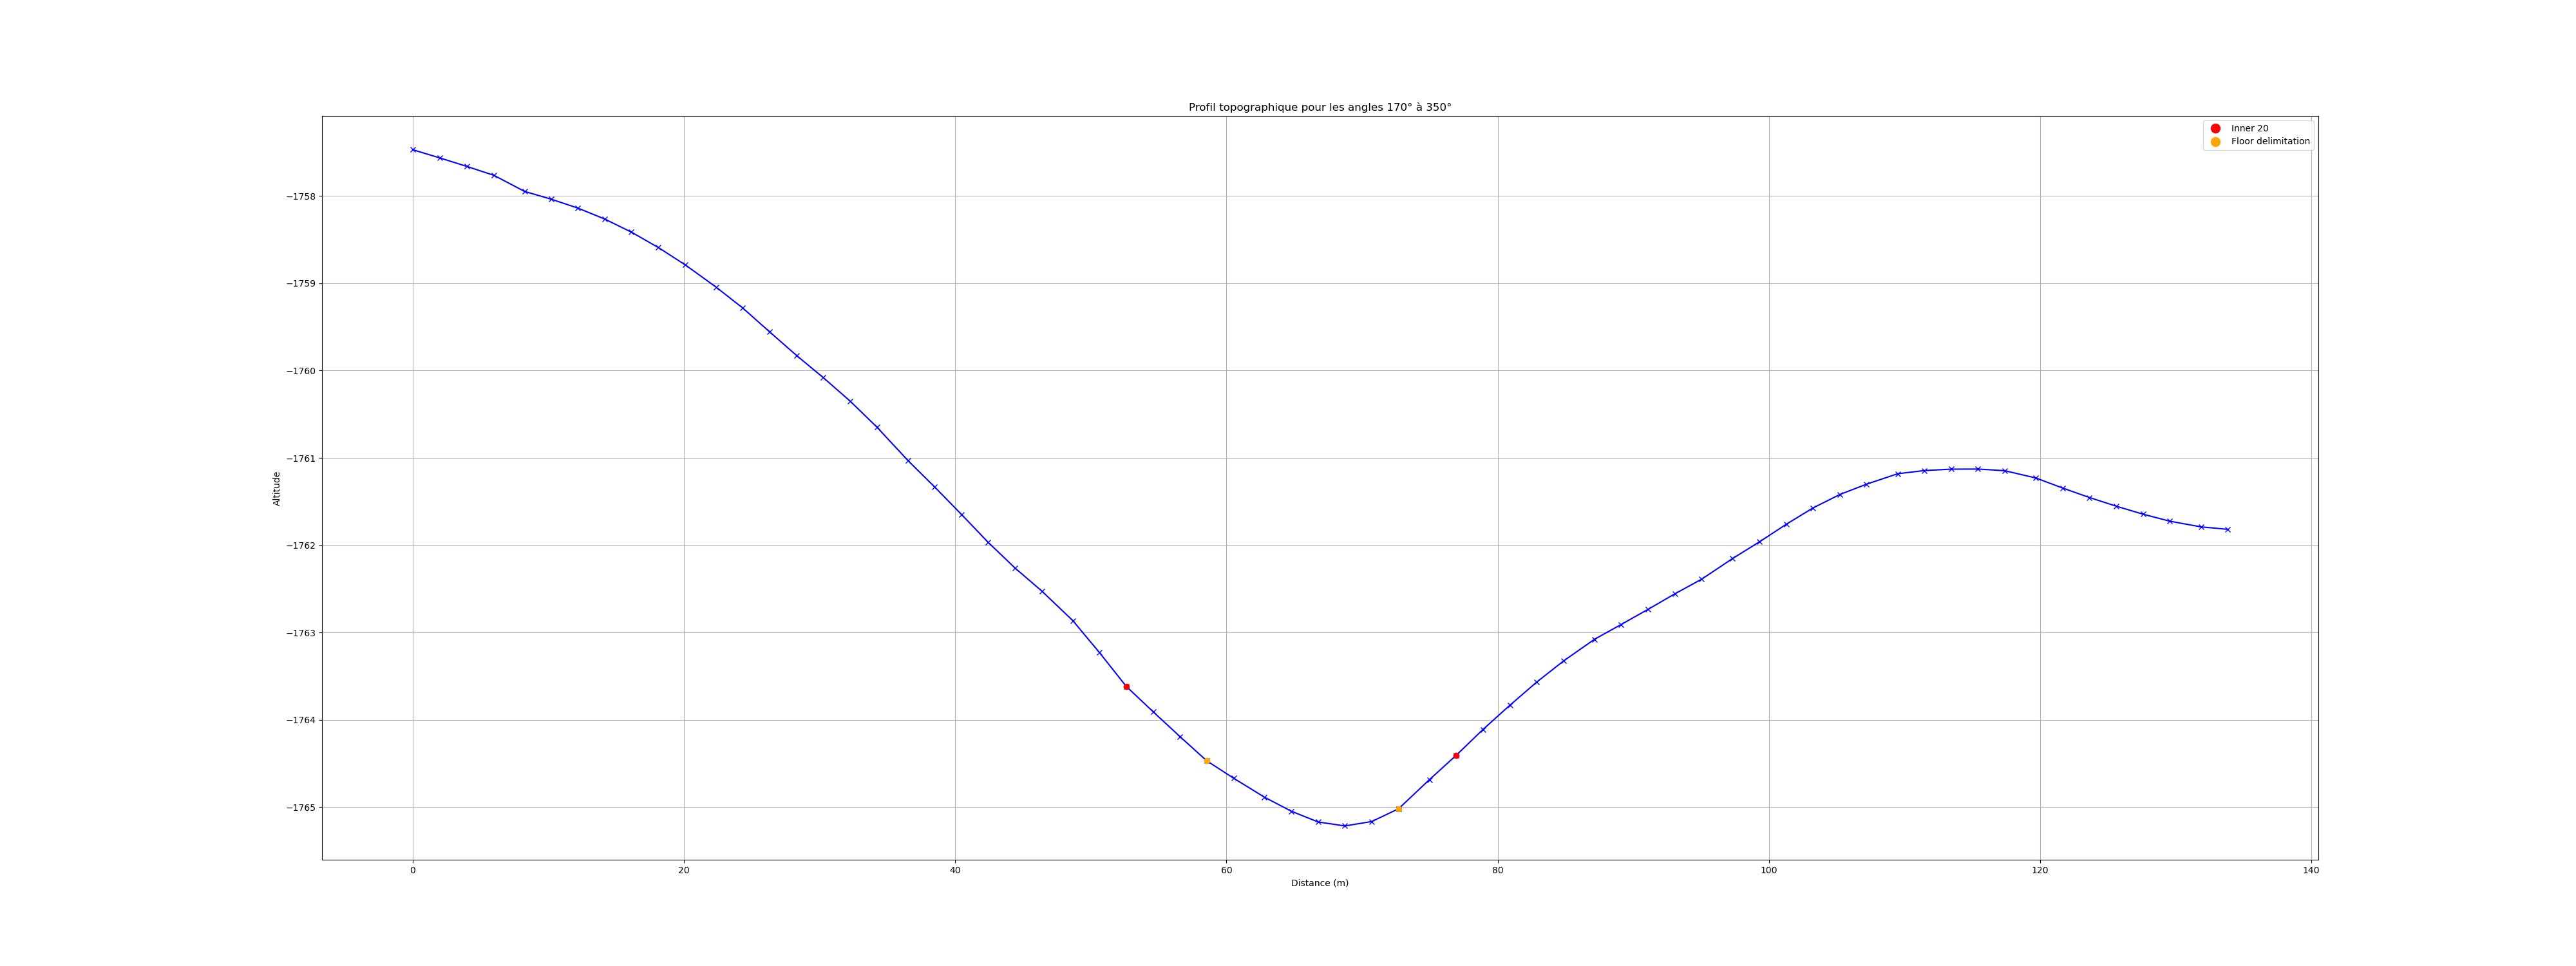 Profil topographique pour les angles 170° à 350°
Inner 20
Floor delimitation
Altitude
−1758
−1759
−1760
−1761
−1762
−1763
−1764
−1765
0 20 40 60 80 100 120 140
Distance (m)